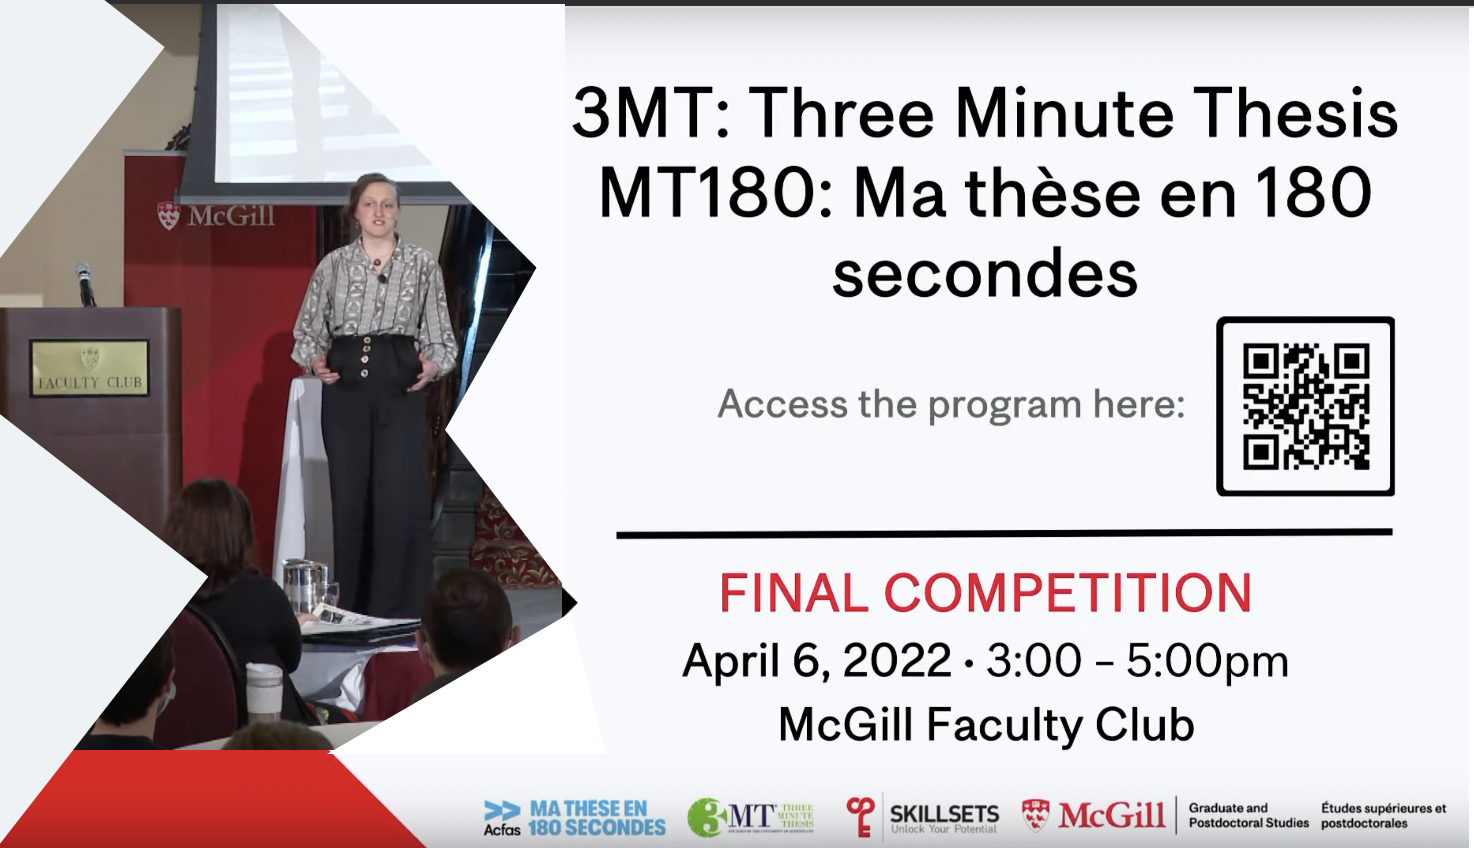 McGill
FACULTY CLUB
3MT: Three Minute Thesis
MT180: Ma thèse en 180
secondes
Access the program here:
FINAL COMPETITION
April 6, 2022 • 3:00 – 5:00pm
McGill Faculty Club
Acfas
MA THESE EN
180 SECONDES
3MT
THREE
MINUTE
THESIS
SKILLSETS
Unlock Your Potential
McGill
Graduate and
Postdoctoral Studies
Études supérieures et
postdoctorales